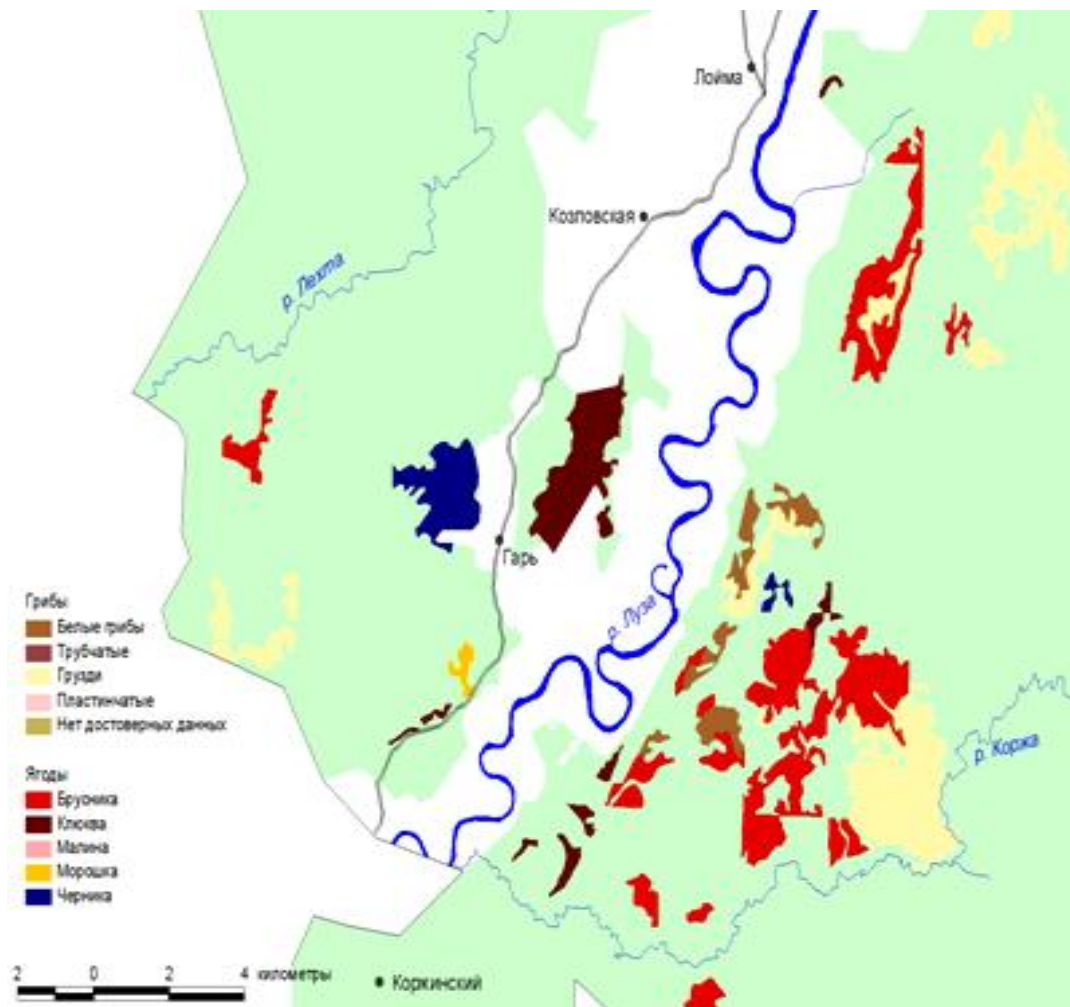 Лойма
Козловская
р. Лехта
Гарь
р. Луза
р. Коржа
Грибы
Белые грибы
Трубчатые
Грузди
Пластинчатые
Нет достоверных данных
Ягоды
Брусника
Клюква
Малина
Морошка
Черника
2 0 2 4 километры
Коркинский